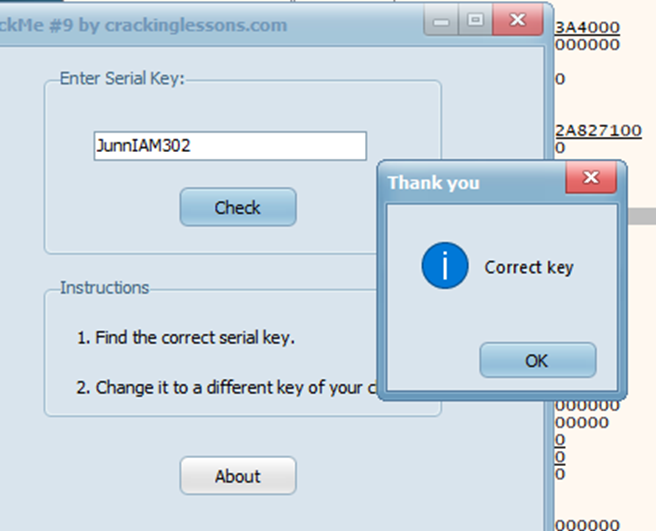 ckMe #9 by crackinglessons.com
Enter Serial Key:
JunnIAM302
Check
Thank you
Correct key
OK
Instructions
1. Find the correct serial key.
2. Change it to a different key of your c
About
3A4000
000000
0
2A827100
0
000000
00000
0
0
0
000000